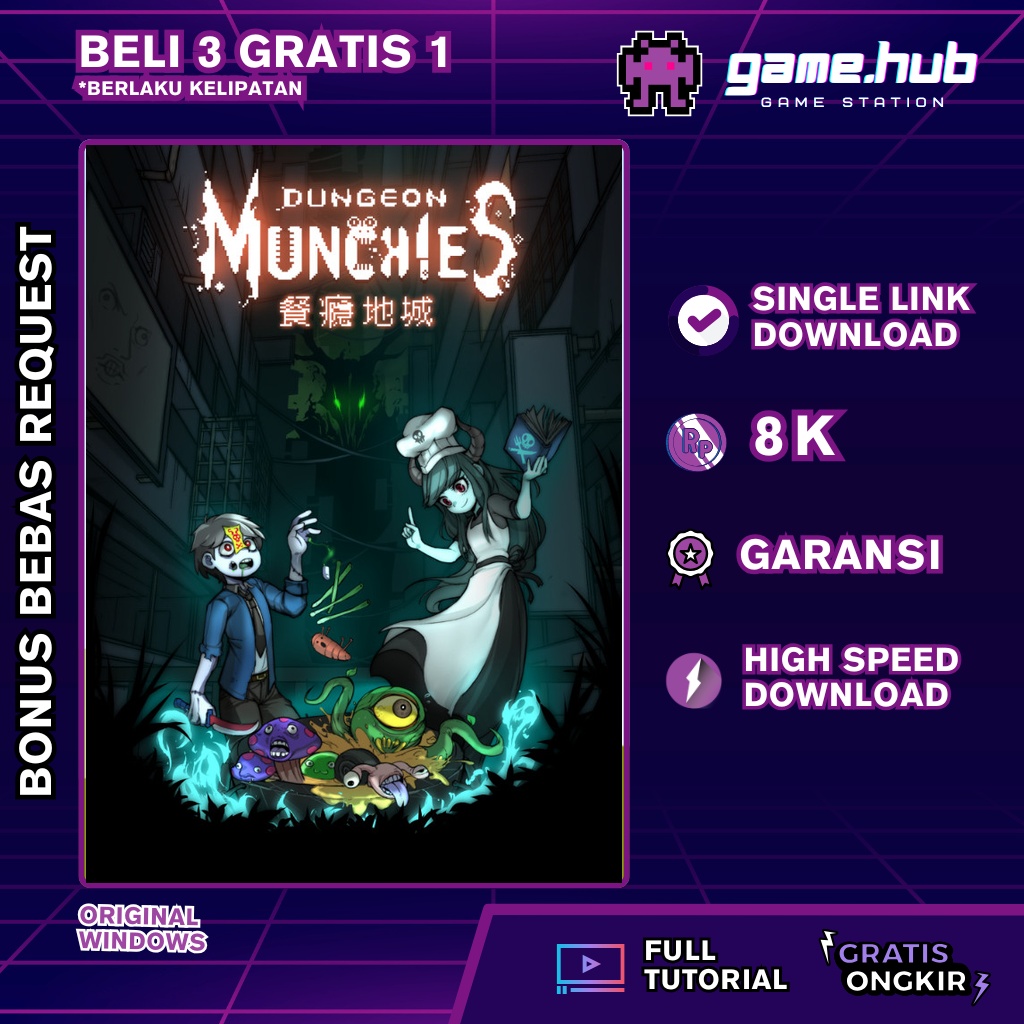 BELI 3 GRATIS 1
*BERLAKU KELIPATAN
game.hub
GAME STATION
BONUS BEBAS REQUEST
DUNGEON
MUNCHIES
餐瘾地城
SINGLE LINK
DOWNLOAD
RP
8K
GARANSI
HIGH SPEED
DOWNLOAD
ORIGINAL
WINDOWS
FULL
TUTORIAL
GRATIS
ONGKIR